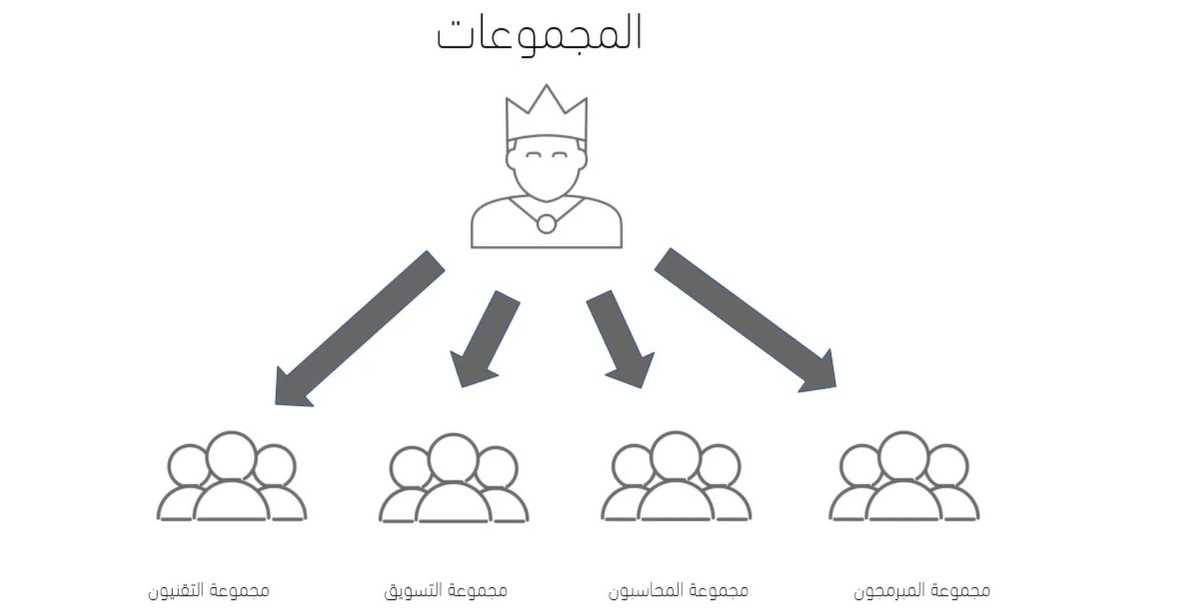 المجموعات
مجموعة المبرمجون
مجموعة المحاسبون
مجموعة التسويق
مجموعة التقنيون